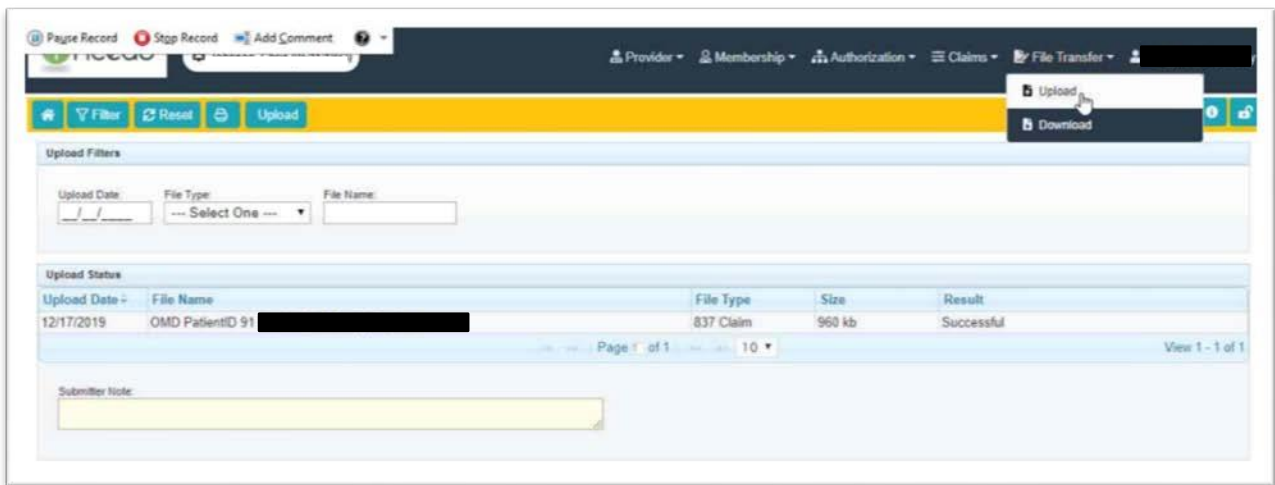 Pause Record Stop Record Add Comment
Provider Membership Authorization Claims File Transfer
Upload
Download
Filter Reset Upload
Upload Filters
Upload Date: File Type: File Name:
__/__/____ --- Select One ---
Upload Status
Upload Date File Name File Type Size Result
12/17/2019 OMD PatientID 91 837 Claim 960 kb Successful
Page of 1 10 View 1 - 1 of 1
Submitter Note: